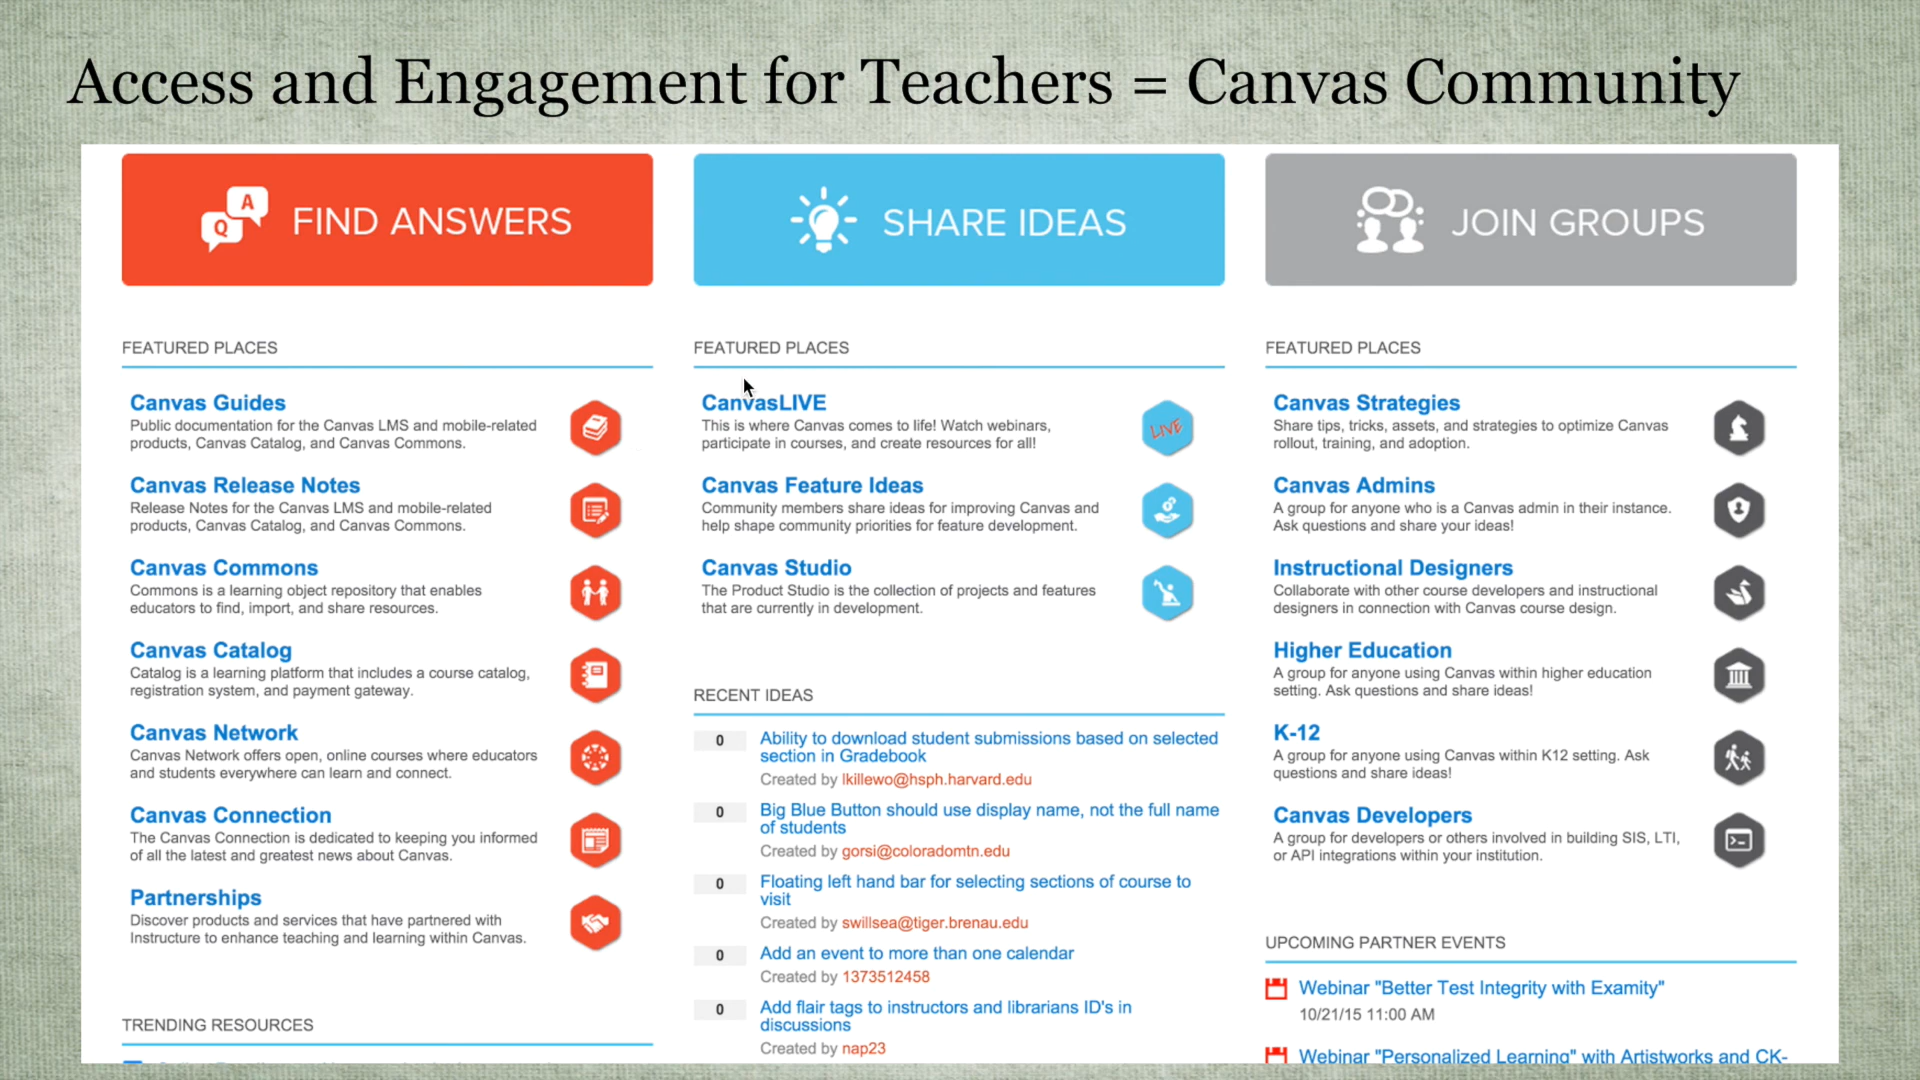 Access and Engagement for Teachers = Canvas Community
Q
A
FIND ANSWERS
FEATURED PLACES
Canvas Guides
Public documentation for the Canvas LMS and mobile-related
products, Canvas Catalog, and Canvas Commons.
Canvas Release Notes
Release Notes for the Canvas LMS and mobile-related
products, Canvas Catalog, and Canvas Commons.
Canvas Commons
Commons is a learning object repository that enables
educators to find, import, and share resources.
Canvas Catalog
Catalog is a learning platform that includes a course catalog,
registration system, and payment gateway.
Canvas Network
Canvas Network offers open, online courses where educators
and students everywhere can learn and connect.
Canvas Connection
The Canvas Connection is dedicated to keeping you informed
of all the latest and greatest news about Canvas.
Partnerships
Discover products and services that have partnered with
Instructure to enhance teaching and learning within Canvas.
TRENDING RESOURCES
SHARE IDEAS
FEATURED PLACES
CanvasLIVE
This is where Canvas comes to life! Watch webinars,
participate in courses, and create resources for all!
LIVE
Canvas Feature Ideas
Community members share ideas for improving Canvas and
help shape community priorities for feature development.
Canvas Studio
The Product Studio is the collection of projects and features
that are currently in development.
RECENT IDEAS
0 Ability to download student submissions based on selected
section in Gradebook
Created by lkillewo@hsph.harvard.edu
0 Big Blue Button should use display name, not the full name
of students
Created by gorsi@coloradomtn.edu
0 Floating left hand bar for selecting sections of course to
visit
Created by swillsea@tiger.brenau.edu
0 Add an event to more than one calendar
Created by 1373512458
0 Add flair tags to instructors and librarians ID's in
discussions
Created by nap23
JOIN GROUPS
FEATURED PLACES
Canvas Strategies
Share tips, tricks, assets, and strategies to optimize Canvas
rollout, training, and adoption.
Canvas Admins
A group for anyone who is a Canvas admin in their instance.
Ask questions and share your ideas!
Instructional Designers
Collaborate with other course developers and instructional
designers in connection with Canvas course design.
Higher Education
A group for anyone using Canvas within higher education
setting. Ask questions and share ideas!
K-12
A group for anyone using Canvas within K12 setting. Ask
questions and share ideas!
Canvas Developers
A group for developers or others involved in building SIS, LTI,
or API integrations within your institution.
UPCOMING PARTNER EVENTS
Webinar "Better Test Integrity with Examity"
10/21/15 11:00 AM
Webinar "Personalized Learning" with Artistworks and CK-